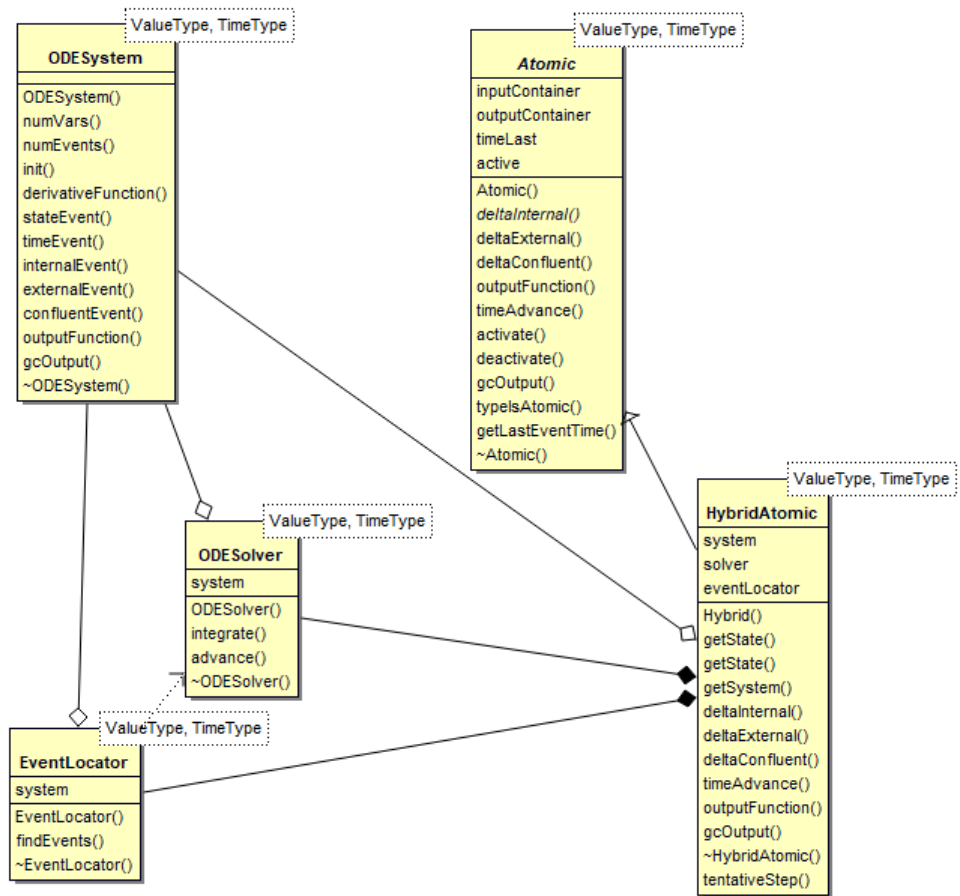 ValueType, TimeType
ODESystem
ODESystem()
numVars()
numEvents()
init()
derivativeFunction()
stateEvent()
timeEvent()
internalEvent()
externalEvent()
confluentEvent()
outputFunction()
gcOutput()
~ODESystem()
ValueType, TimeType
Atomic
inputContainer
outputContainer
timeLast
active
Atomic()
deltaInternal()
deltaExternal()
deltaConfluent()
outputFunction()
timeAdvance()
activate()
deactivate()
gcOutput()
typeIsAtomic()
getLastEventTime()
~Atomic()
ValueType, TimeType
ODESolver
system
ODESolver()
integrate()
advance()
~ODESolver()
ValueType, TimeType
EventLocator
system
EventLocator()
findEvents()
~EventLocator()
ValueType, TimeType
HybridAtomic
system
solver
eventLocator
Hybrid()
getState()
getState()
getSystem()
deltaInternal()
deltaExternal()
deltaConfluent()
timeAdvance()
outputFunction()
gcOutput()
~HybridAtomic()
tentativeStep()